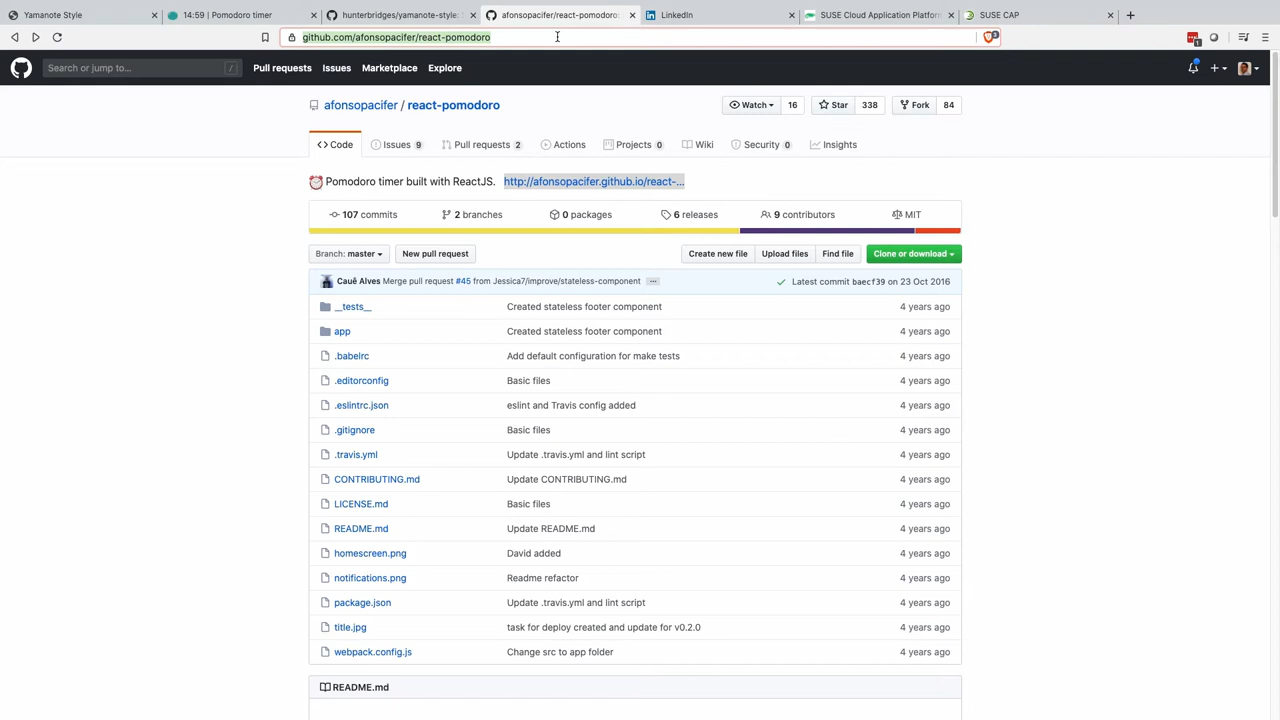 Yamanote Style
14:59 | Pomodoro timer
hunterbridges/yamanote-style: S
afonsopacifer/react-pomodoro:
LinkedIn
SUSE Cloud Application Platform
SUSE CAP
github.com/afonsopacifer/react-pomodoro
Search or jump to...
/
Pull requests
Issues
Marketplace
Explore
afonsopacifer / react-pomodoro
Watch 16
Star 338
Fork 84
Code
Issues 9
Pull requests 2
Actions
Projects 0
Wiki
Security 0
Insights
Pomodoro timer built with ReactJS. http://afonsopacifer.github.io/react-...
107 commits
2 branches
0 packages
6 releases
9 contributors
MIT
Branch: master
New pull request
Create new file
Upload files
Find file
Clone or download
Cauê Alves Merge pull request #45 from Jessica7/improve/stateless-component ... Latest commit baecf39 on 23 Oct 2016
__tests__ Created stateless footer component 4 years ago
app Created stateless footer component 4 years ago
.babelrc Add default configuration for make tests 4 years ago
.editorconfig Basic files 4 years ago
.eslintrc.json eslint and Travis config added 4 years ago
.gitignore Basic files 4 years ago
.travis.yml Update .travis.yml and lint script 4 years ago
CONTRIBUTING.md Update CONTRIBUTING.md 4 years ago
LICENSE.md Basic files 4 years ago
README.md Update README.md 4 years ago
homescreen.png David added 4 years ago
notifications.png Readme refactor 4 years ago
package.json Update .travis.yml and lint script 4 years ago
title.jpg task for deploy created and update for v0.2.0 4 years ago
webpack.config.js Change src to app folder 4 years ago
README.md